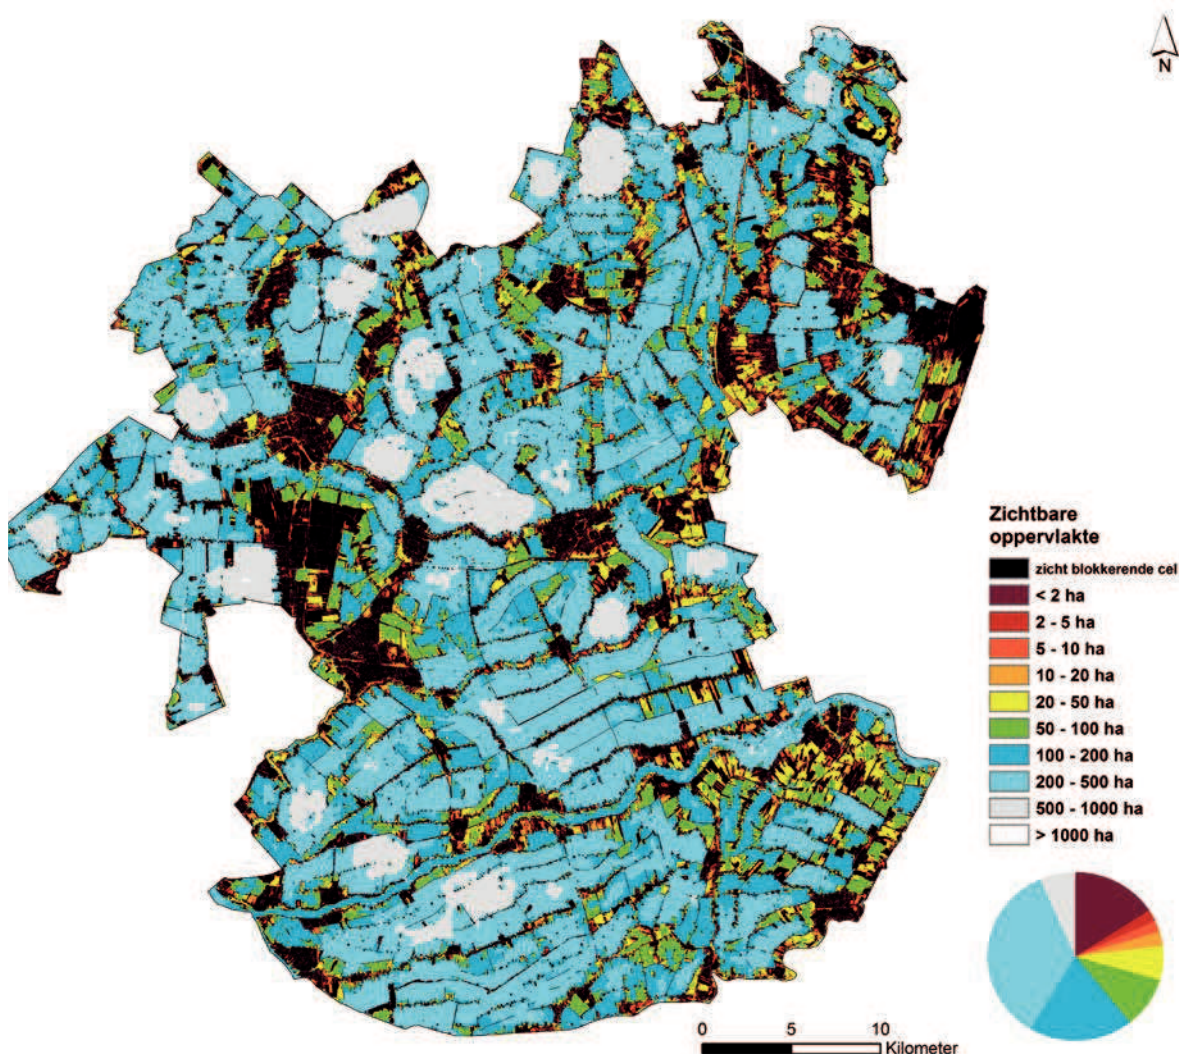 N
Zichtbare
oppervlakte
zicht blokkerende cel
< 2 ha
2 - 5 ha
5 - 10 ha
10 - 20 ha
20 - 50 ha
50 - 100 ha
100 - 200 ha
200 - 500 ha
500 - 1000 ha
> 1000 ha
0 5 10
Kilometer